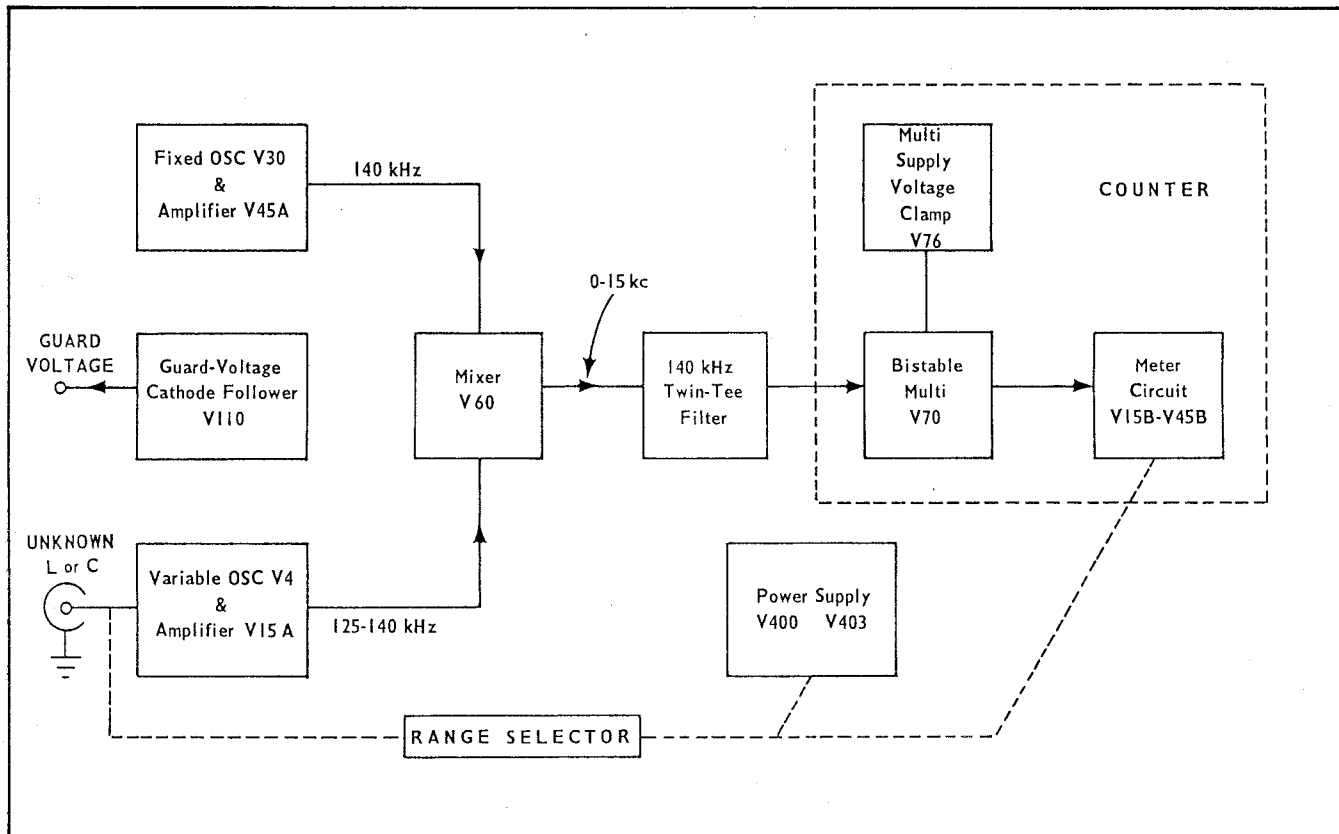 Fixed OSC V30
&
Amplifier V45A
140 kHz
Multi
Supply
Voltage
Clamp
V76
COUNTER
0-15 kc
GUARD
VOLTAGE
Guard-Voltage
Cathode Follower
V110
Mixer
V60
140 kHz
Twin-Tee
Filter
Bistable
Multi
V70
Meter
Circuit
V15B-V45B
UNKNOWN
L or C
Variable OSC V4
&
Amplifier V15A
125-140 kHz
Power Supply
V400 V403
RANGE SELECTOR